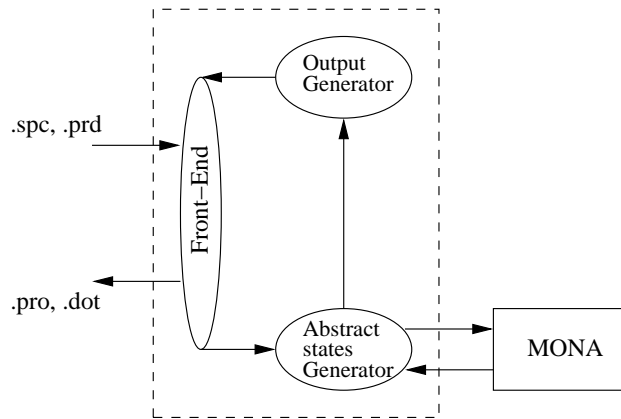 Output
Generator
.spc, .prd
Front–End
.pro, .dot
Abstract
states
Generator
MONA